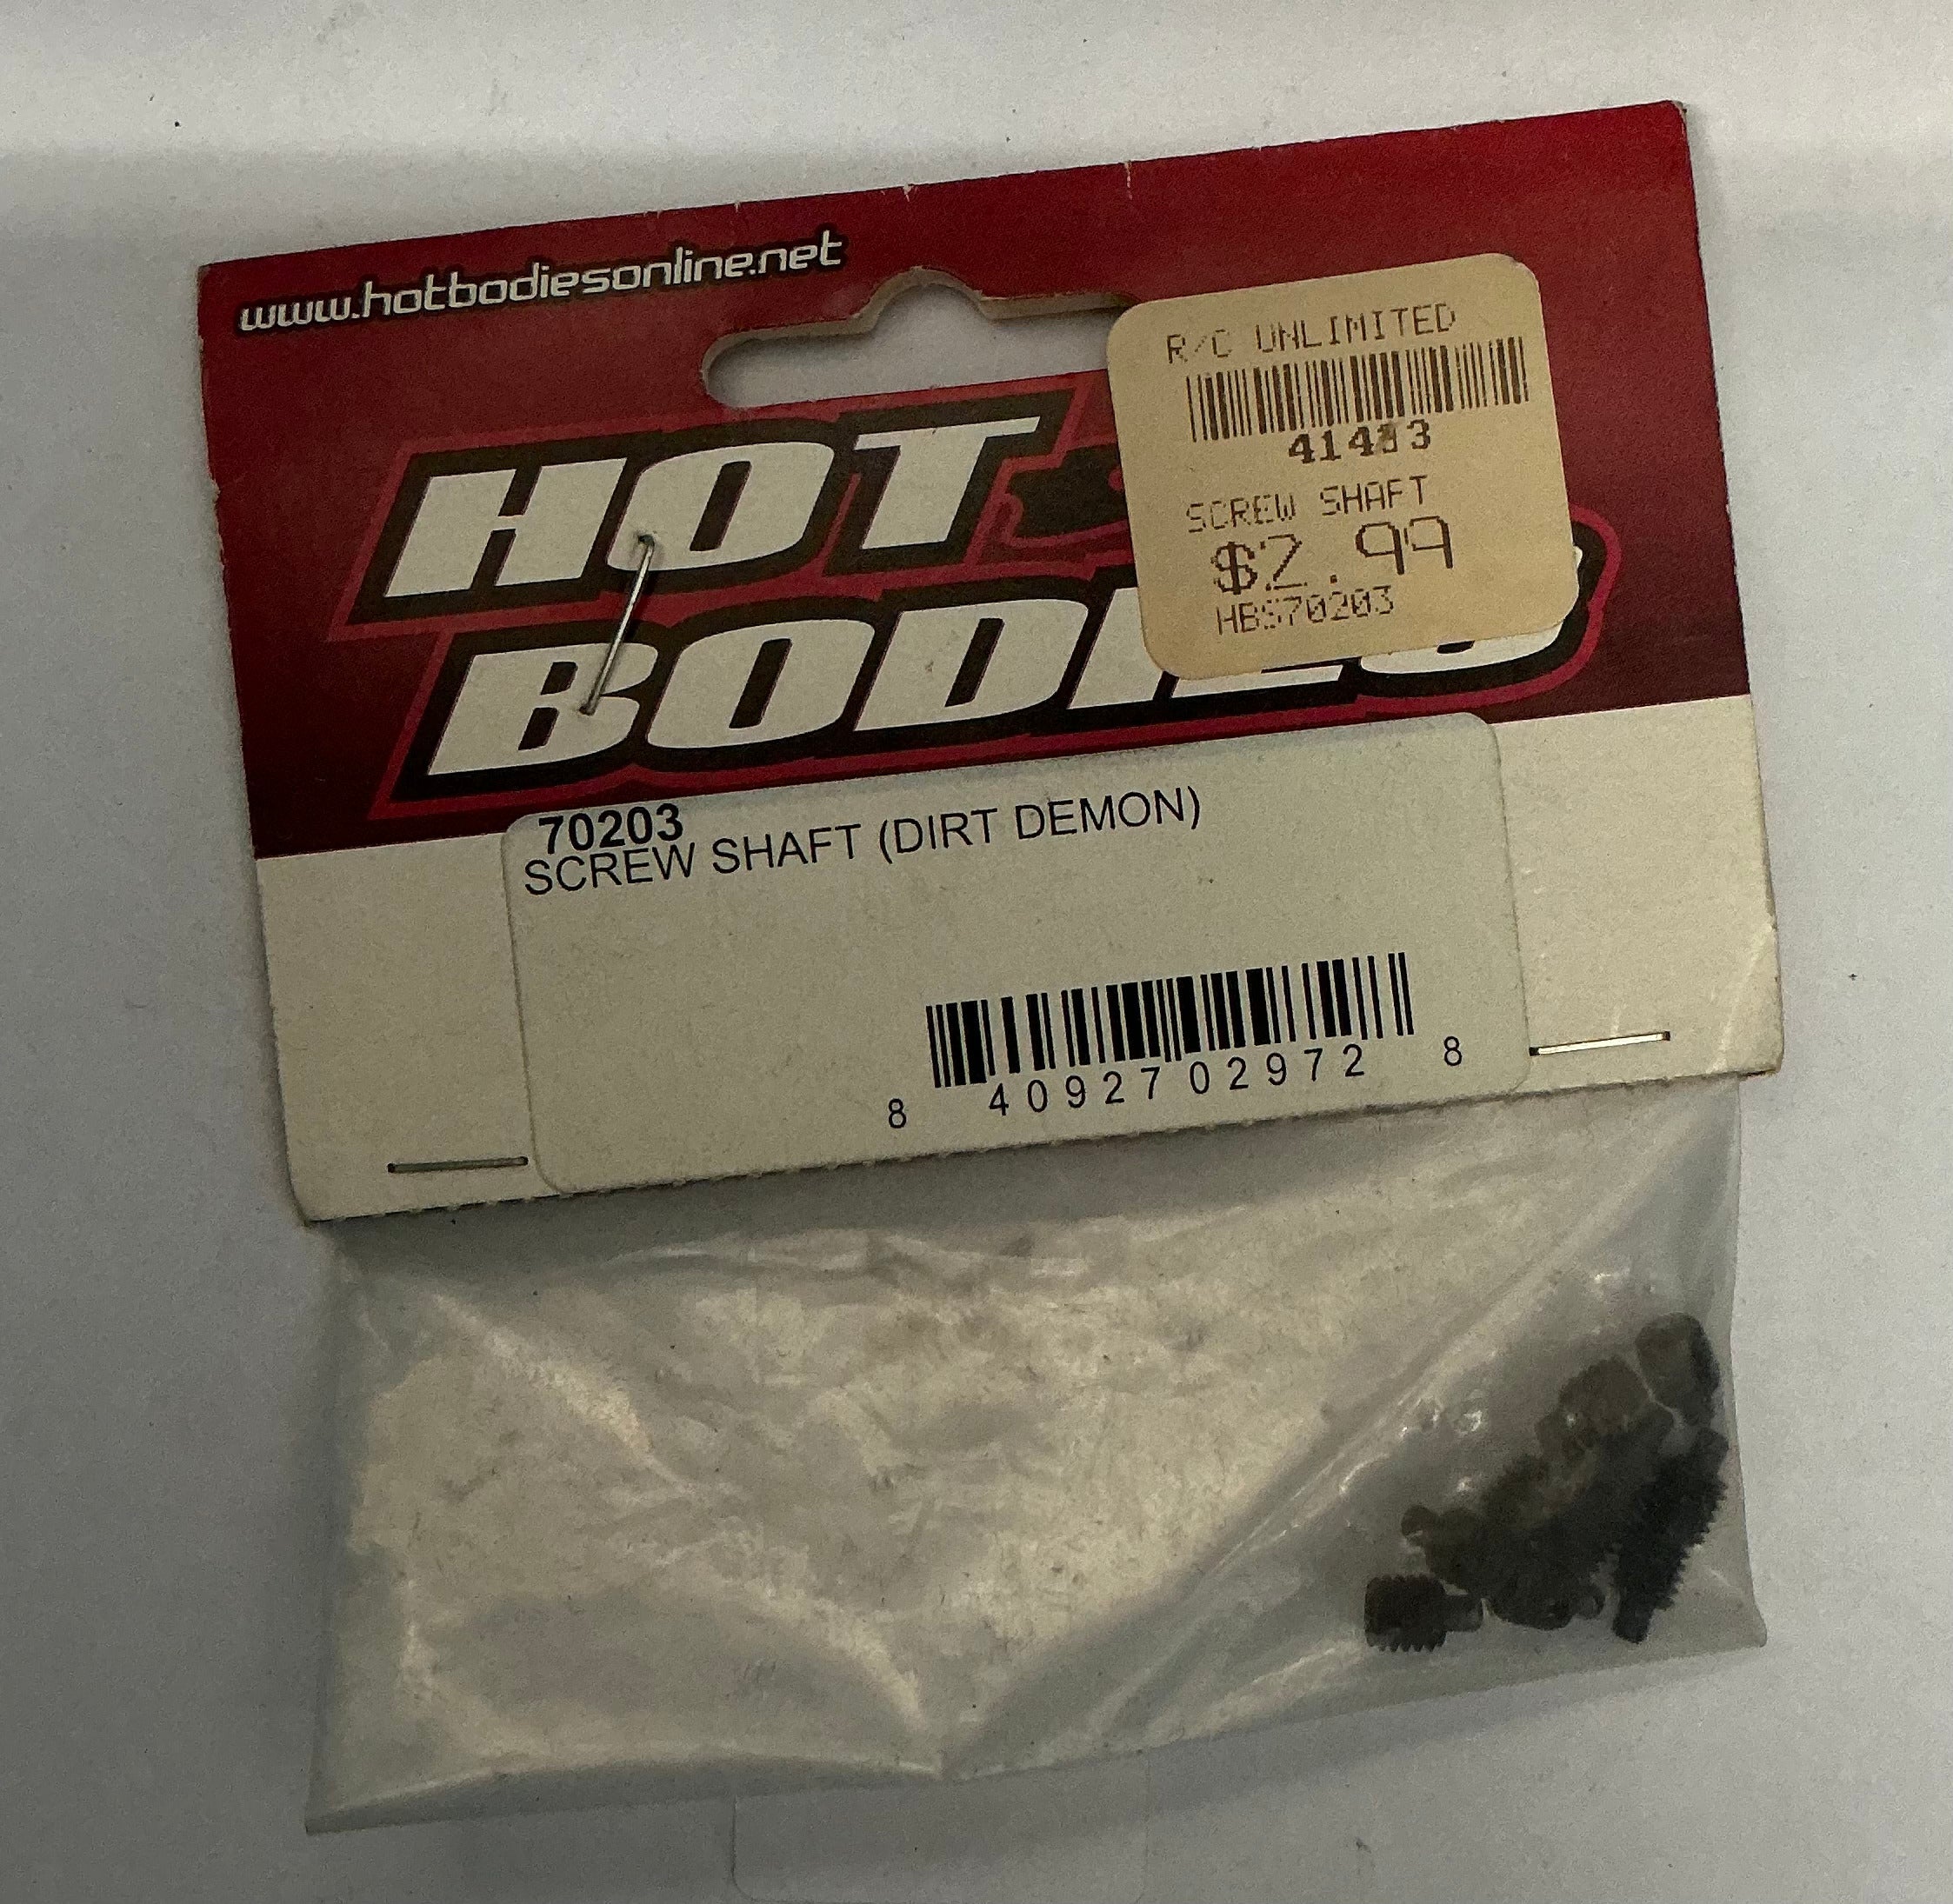 www.hotbodiesonline.net
HOT
BODIES
R/C UNLIMITED
SCREW SHAFT
$2.99
HBS70203
70203
SCREW SHAFT (DIRT DEMON)
8 40927 02972 8